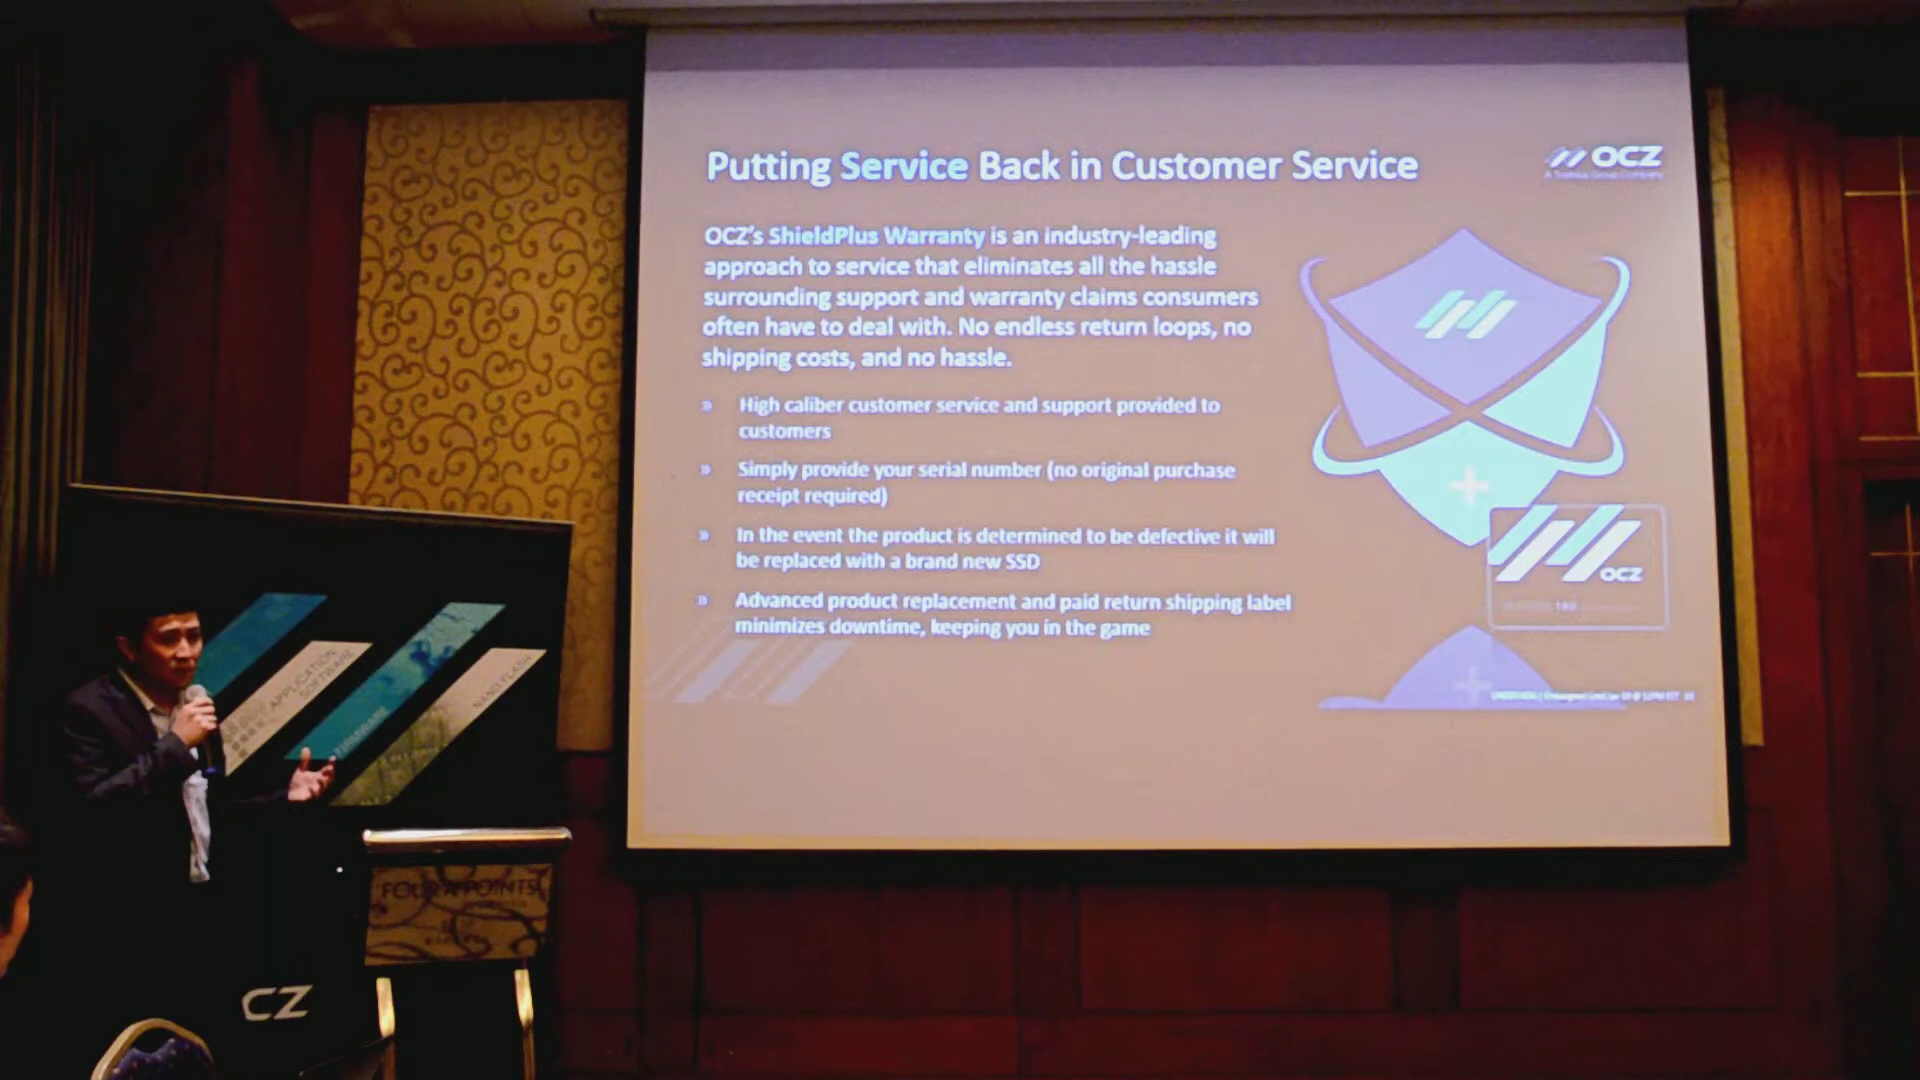 Putting Service Back in Customer Service
OCZ
A Toshiba Group Company
OCZ's ShieldPlus Warranty is an industry-leading
approach to service that eliminates all the hassle
surrounding support and warranty claims consumers
often have to deal with. No endless return loops, no
shipping costs, and no hassle.
» High caliber customer service and support provided to
customers
» Simply provide your serial number (no original purchase
receipt required)
» In the event the product is determined to be defective it will
be replaced with a brand new SSD
» Advanced product replacement and paid return shipping label
minimizes downtime, keeping you in the game
OCZ
APPLICATION
SOFTWARE
FIRMWARE
NAND FLASH
FOUR POINTS
CZ